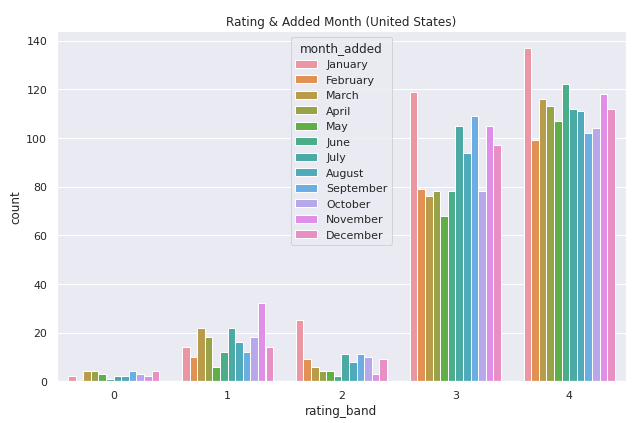 Rating & Added Month (United States)
month_added
January
February
March
April
May
June
July
August
September
October
November
December
count
140
120
100
80
60
40
20
0
0 1 2 3 4
rating_band